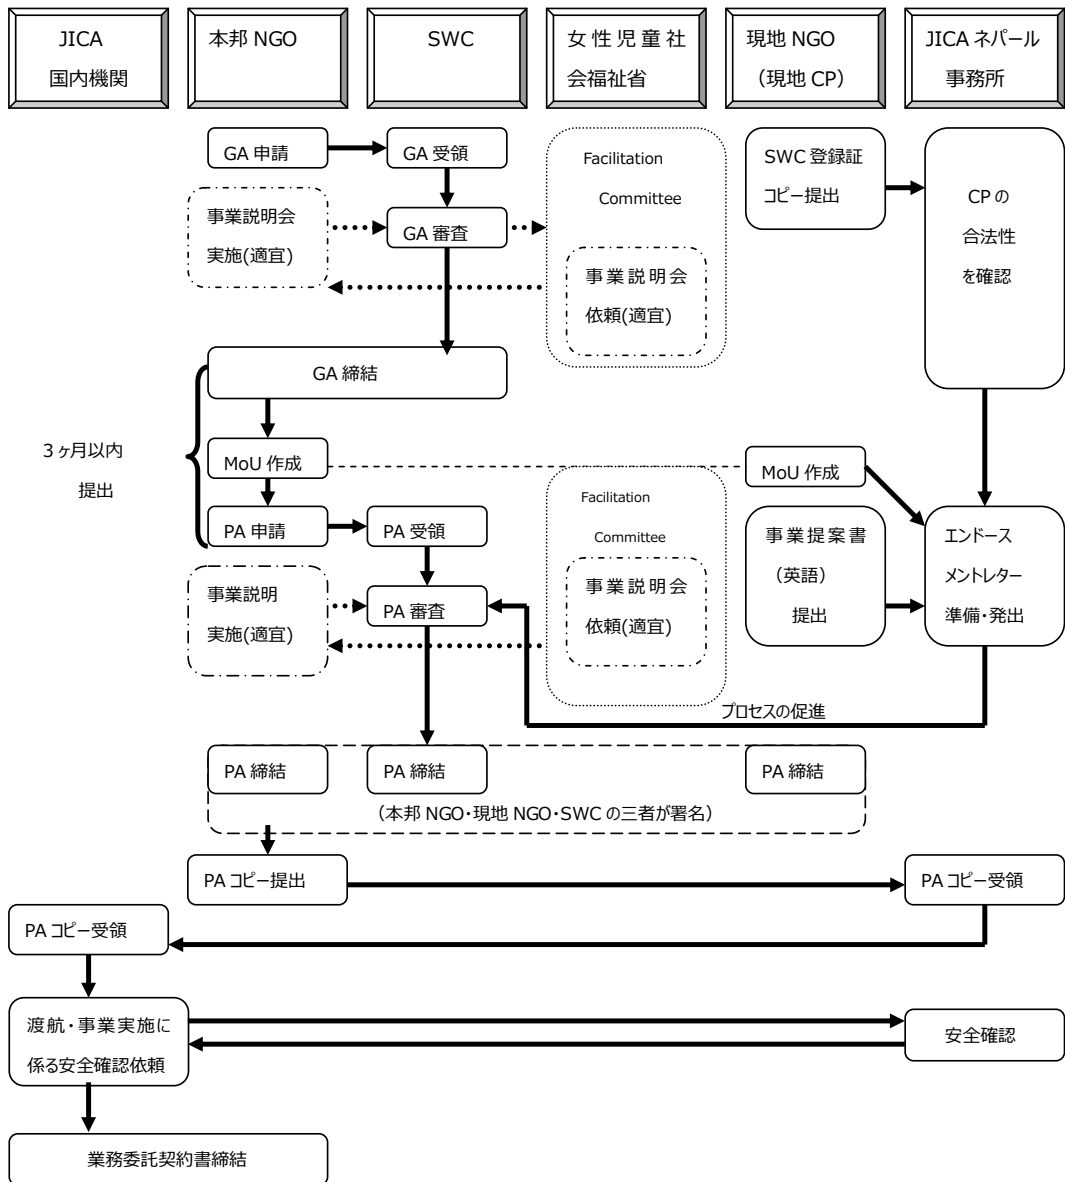 JICA
国内機関
本邦 NGO
SWC
女性児童社
会福祉省
現地 NGO
（現地 CP）
JICA ネパール
事務所
GA 申請
GA 受領
Facilitation
Committee
SWC 登録証
コピー提出
CP の
合法性
を確認
事業説明会
実施(適宜)
GA 審査
事業説明会
依頼(適宜)
GA 締結
3 ヶ月以内
提出
MoU 作成
MoU 作成
PA 申請
PA 受領
Facilitation
Committee
事業提案書
（英語）
提出
エンドース
メントレター
準備・発出
事業説明
実施(適宜)
PA 審査
事業説明会
依頼(適宜)
プロセスの促進
PA 締結
PA 締結
PA 締結
（本邦 NGO・現地 NGO・SWC の三者が署名）
PA コピー提出
PA コピー受領
PA コピー受領
渡航・事業実施に
係る安全確認依頼
安全確認
業務委託契約書締結